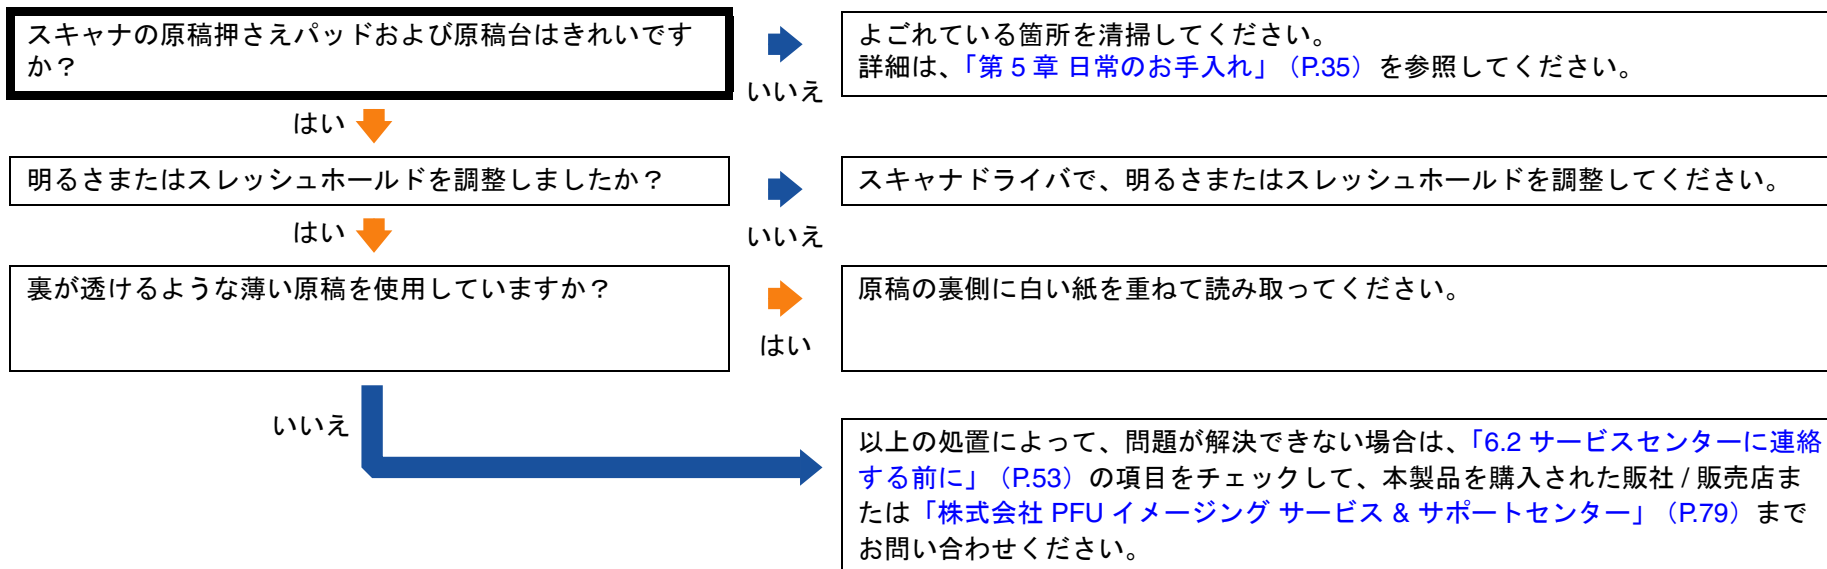 スキャナの原稿押さえパッドおよび原稿台はきれいです
か？
いいえ
よごれている箇所を清掃してください。
詳細は、「第 5 章 日常のお手入れ」（P.35）を参照してください。
はい
明るさまたはスレッシュホールドを調整しましたか？
いいえ
スキャナドライバで、明るさまたはスレッシュホールドを調整してください。
はい
裏が透けるような薄い原稿を使用していますか？
はい
原稿の裏側に白い紙を重ねて読み取ってください。
いいえ
以上の処置によって、問題が解決できない場合は、「6.2 サービスセンターに連絡
する前に」（P.53）の項目をチェックして、本製品を購入された販社 / 販売店ま
たは「株式会社 PFU イメージング サービス & サポートセンター」（P.79）まで
お問い合わせください。